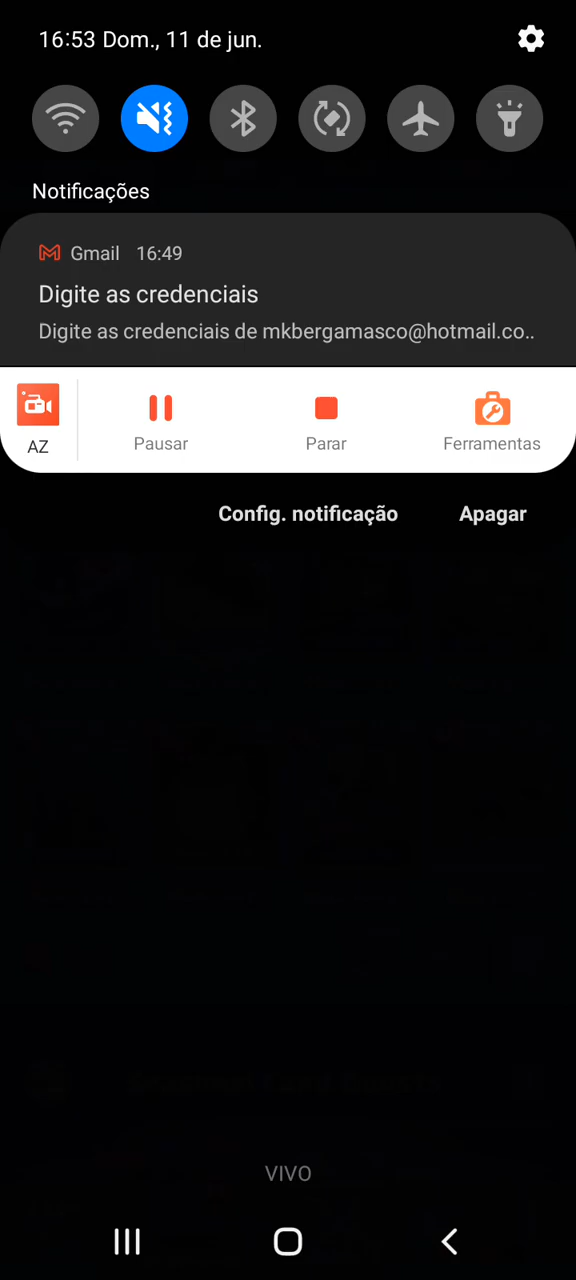 16:53 Dom., 11 de jun.
Notificações
Gmail 16:49
Digite as credenciais
Digite as credenciais de mkbergamasco@hotmail.co..
AZ
Pausar
Parar
Ferramentas
Config. notificação
Apagar
VIVO